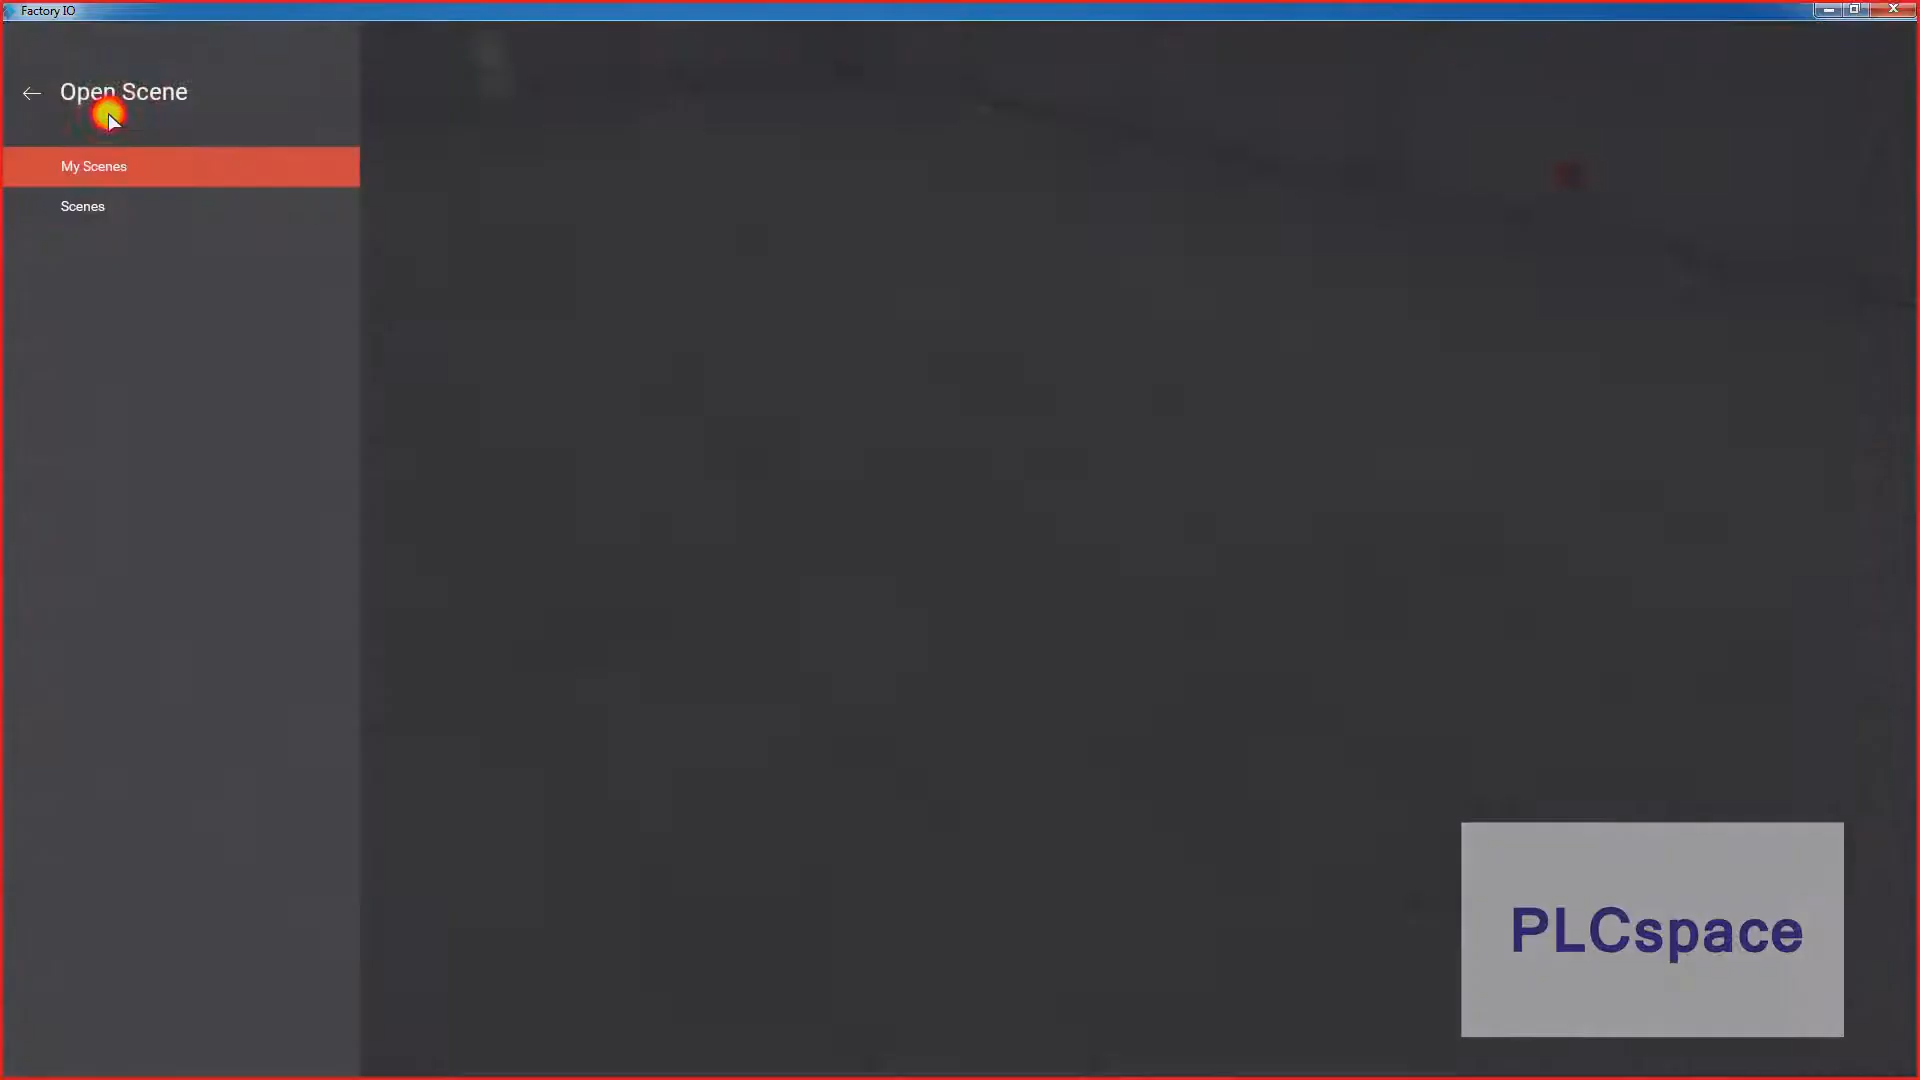 Factory IO
Open Scene
My Scenes
Scenes
PLCspace